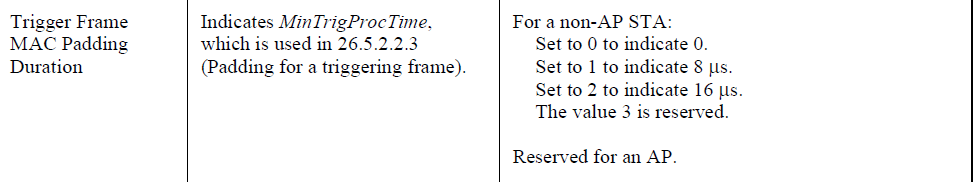 Trigger Frame
MAC Padding
Duration
Indicates MinTrigProcTime,
which is used in 26.5.2.2.3
(Padding for a triggering frame).
For a non-AP STA:
Set to 0 to indicate 0.
Set to 1 to indicate 8 μs.
Set to 2 to indicate 16 μs.
The value 3 is reserved.
Reserved for an AP.